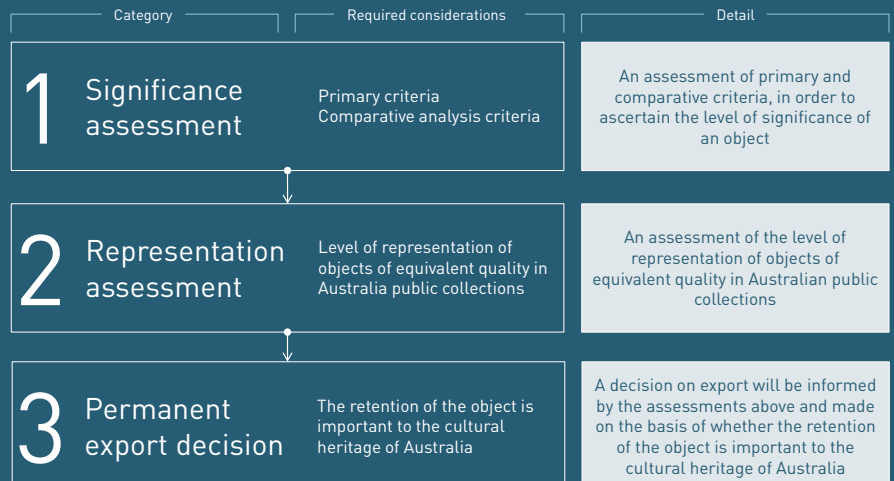 Category
Required considerations
Detail
1
Significance
assessment
Primary criteria
Comparative analysis criteria
An assessment of primary and
comparative criteria, in order to
ascertain the level of significance of
an object
2
Representation
assessment
Level of representation of
objects of equivalent quality in
Australia public collections
An assessment of the level of
representation of objects of
equivalent quality in Australian public
collections
3
Permanent
export decision
The retention of the object is
important to the cultural
heritage of Australia
A decision on export will be informed
by the assessments above and made
on the basis of whether the retention
of the object is important to the
cultural heritage of Australia